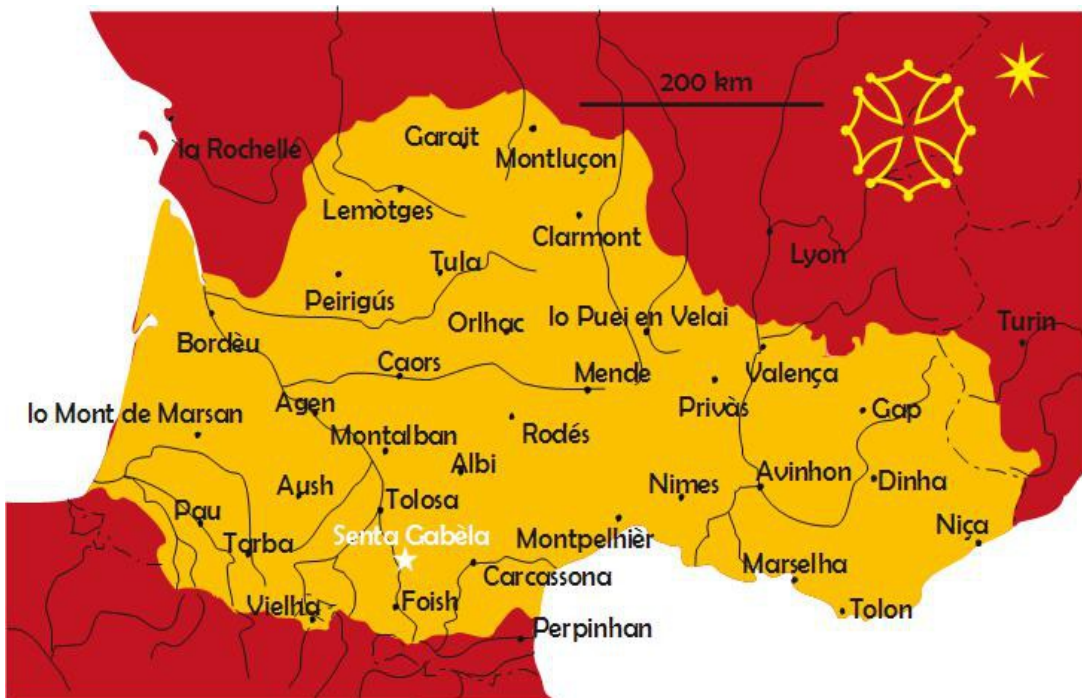 200 km
la Rochellé
Garait
Montluçon
Lemòtges
Clarmont
Lyon
Tula
Peirigús
Orlhac
lo Puei en Velai
Turin
Bordèu
Caors
Mende
Valença
Privàs
lo Mont de Marsan
Agen
Gap
Montalban
Rodés
Albi
Avinhon
Aush
Tolosa
Nimes
Dinha
Pau
Tarba
Senta Gabèla
Montpelhièr
Niça
Carcassona
Marselha
Vielha
Foish
Tolon
Perpinhan